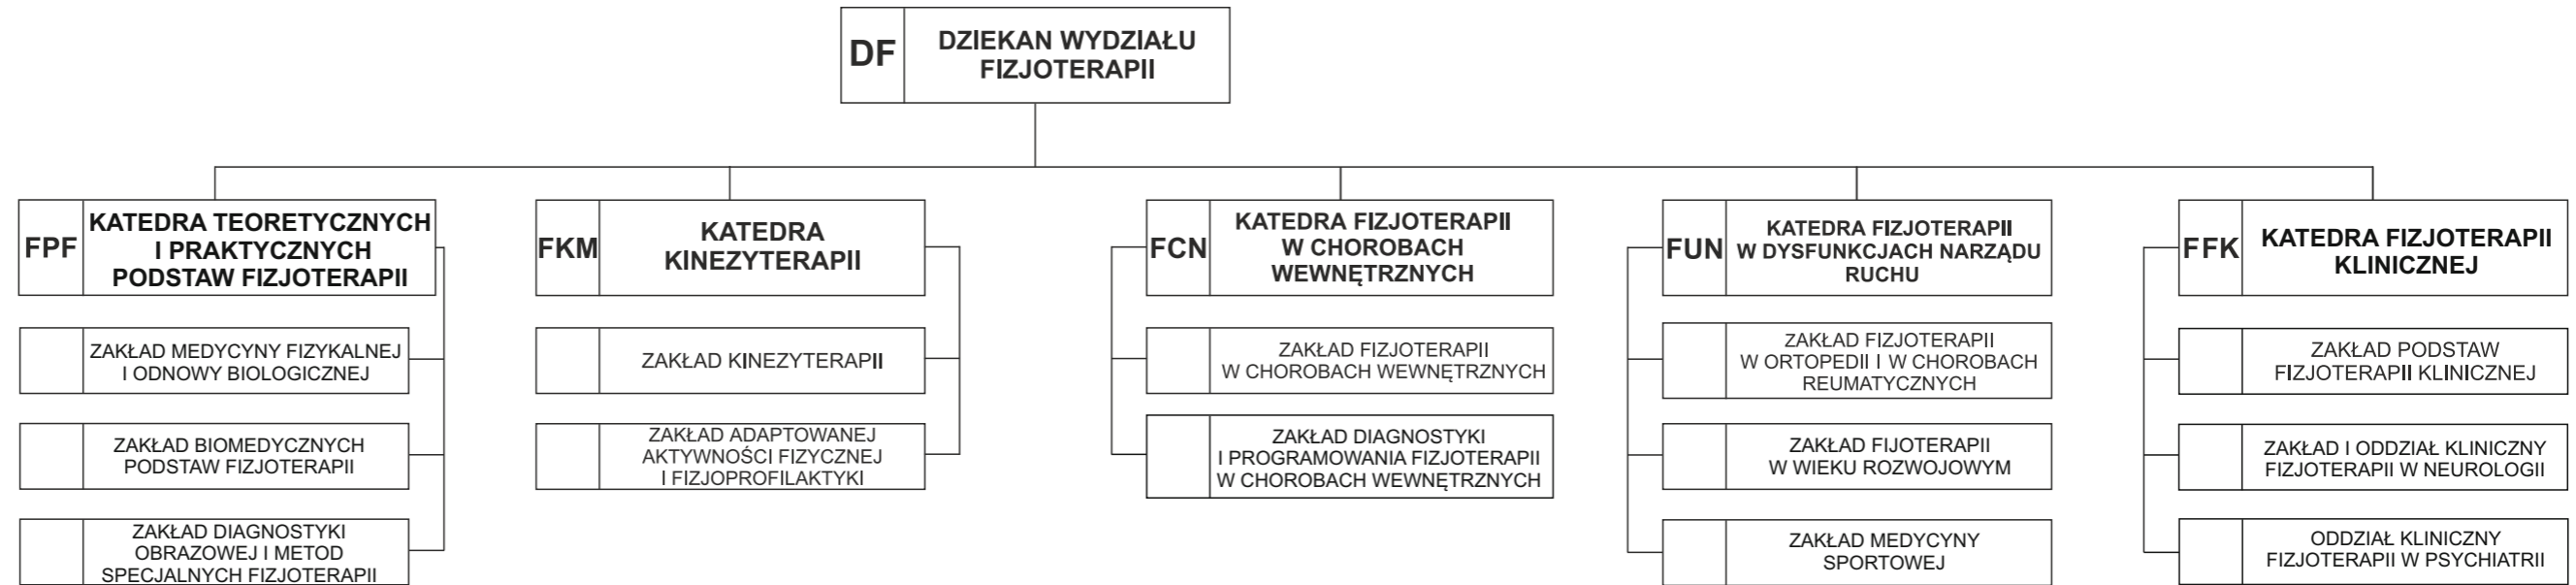 DF
DZIEKAN WYDZIAŁU
FIZJOTERAPII
FPF
KATEDRA TEORETYCZNYCH
I PRAKTYCZNYCH
PODSTAW FIZJOTERAPII
ZAKŁAD MEDYCYNY FIZYKALNEJ
I ODNOWY BIOLOGICZNEJ
ZAKŁAD BIOMEDYCZNYCH
PODSTAW FIZJOTERAPII
ZAKŁAD DIAGNOSTYKI
OBRAZOWEJ I METOD
SPECJALNYCH FIZJOTERAPII
FKM
KATEDRA
KINEZYTERAPII
ZAKŁAD KINEZYTERAPII
ZAKŁAD ADAPTOWANEJ
AKTYWNOŚCI FIZYCZNEJ
I FIZJOPROFILAKTYKI
FCN
KATEDRA FIZJOTERAPII
W CHOROBACH
WEWNĘTRZNYCH
ZAKŁAD FIZJOTERAPII
W CHOROBACH WEWNĘTRZNYCH
ZAKŁAD DIAGNOSTYKI
I PROGRAMOWANIA FIZJOTERAPII
W CHOROBACH WEWNĘTRZNYCH
FUN
KATEDRA FIZJOTERAPII
W DYSFUNKCJACH NARZĄDU
RUCHU
ZAKŁAD FIZJOTERAPII
W ORTOPEDII I W CHOROBACH
REUMATYCZNYCH
ZAKŁAD FIJOTERAPII
W WIEKU ROZWOJOWYM
ZAKŁAD MEDYCYNY
SPORTOWEJ
FFK
KATEDRA FIZJOTERAPII
KLINICZNEJ
ZAKŁAD PODSTAW
FIZJOTERAPII KLINICZNEJ
ZAKŁAD I ODDZIAŁ KLINICZNY
FIZJOTERAPII W NEUROLOGII
ODDZIAŁ KLINICZNY
FIZJOTERAPII W PSYCHIATRII